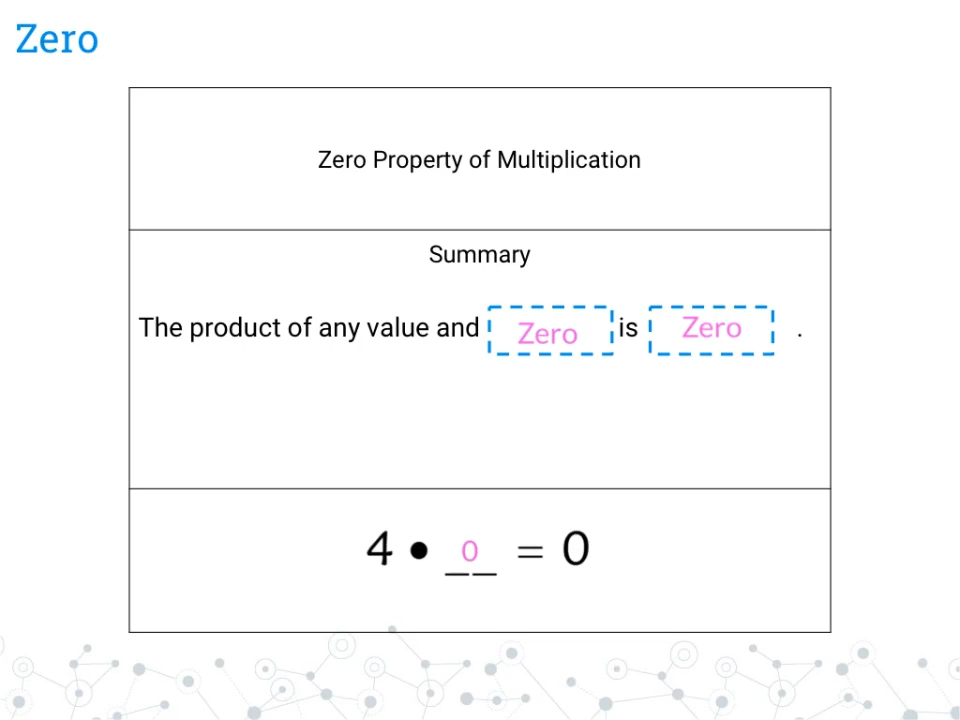 Zero
Zero Property of Multiplication
Summary
The product of any value and Zero is Zero .
4 • 0 = 0